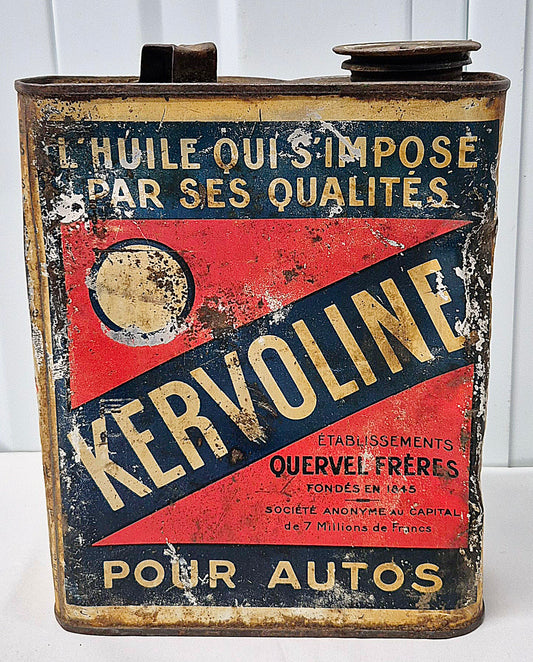 L'HUILE QUI S'IMPOSE
PAR SES QUALITÉS
KERVOLINE
ETABLISSEMENTS
QUERVEL FRÈRES
FONDÉS EN 1845
SOCIÉTÉ ANONYME AU CAPITAL
de 7 Millions de Francs
POUR AUTOS